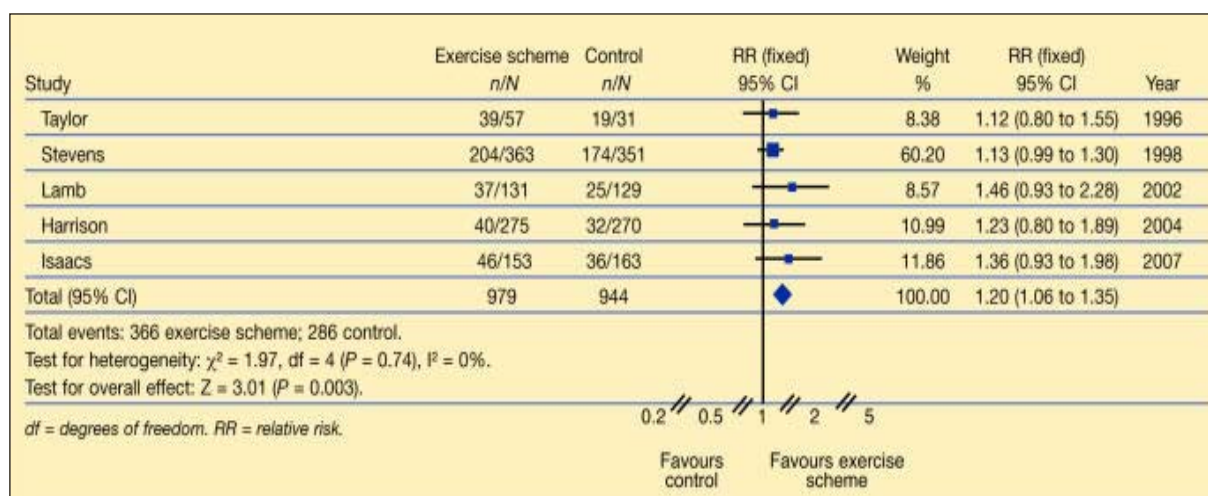 Exercise scheme Control RR (fixed) Weight RR (fixed)
Study n/N n/N 95% CI % 95% CI Year
Taylor 39/57 19/31 8.38 1.12 (0.80 to 1.55) 1996
Stevens 204/363 174/351 60.20 1.13 (0.99 to 1.30) 1998
Lamb 37/131 25/129 8.57 1.46 (0.93 to 2.28) 2002
Harrison 40/275 32/270 10.99 1.23 (0.80 to 1.89) 2004
Isaacs 46/153 36/163 11.86 1.36 (0.93 to 1.98) 2007
Total (95% CI) 979 944 100.00 1.20 (1.06 to 1.35)
Total events: 366 exercise scheme; 286 control.
Test for heterogeneity: χ² = 1.97, df = 4 (P = 0.74), I² = 0%.
Test for overall effect: Z = 3.01 (P = 0.003).
0.2 0.5 1 2 5
df = degrees of freedom. RR = relative risk.
Favours Favours exercise
control scheme